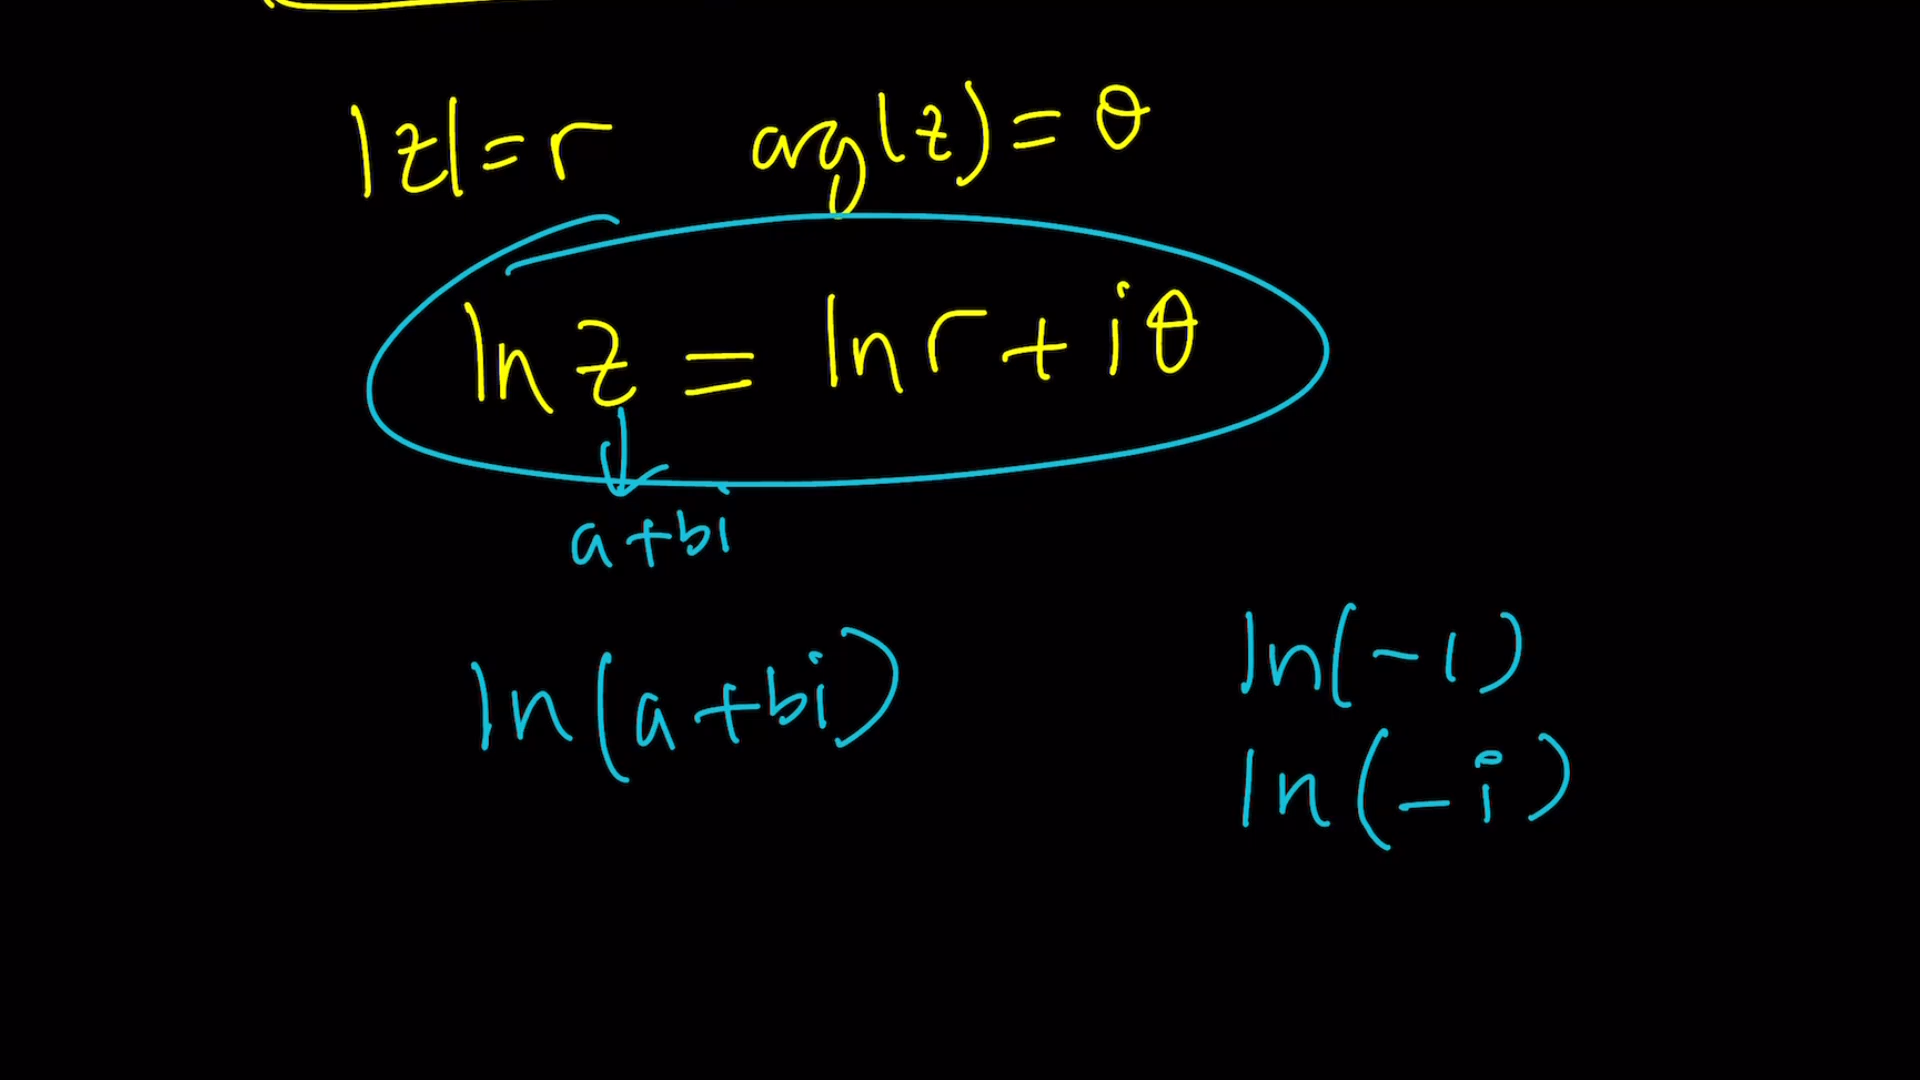 |z|=r arg(z)=θ
ln z = ln r + iθ
a+bi
ln(a+bi)
ln(-1)
ln(-i)